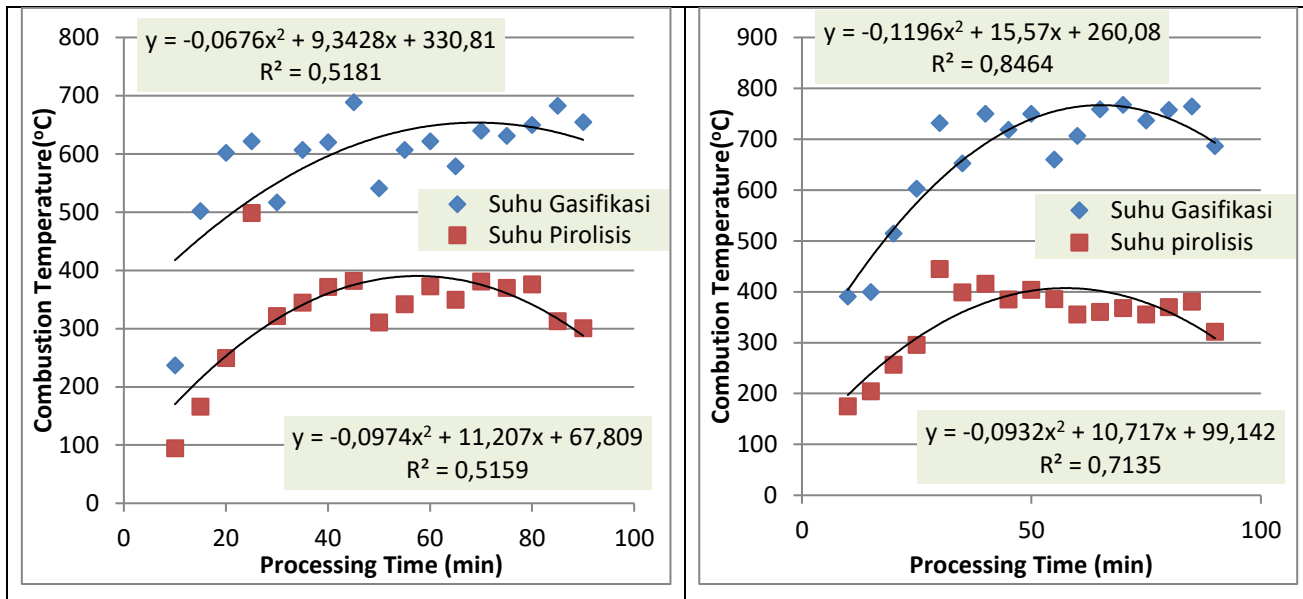 y = -0,0676x² + 9,3428x + 330,81
R² = 0,5181
Combustion Temperature(ᵒC)
800
700
600
500
400
300
200
100
0
Suhu Gasifikasi
Suhu Pirolisis
y = -0,0974x² + 11,207x + 67,809
R² = 0,5159
0 20 40 60 80 100
Processing Time (min)
y = -0,1196x² + 15,57x + 260,08
R² = 0,8464
Combution Temperature(ᵒC)
900
800
700
600
500
400
300
200
100
0
Suhu Gasifikasi
Suhu pirolisis
y = -0,0932x² + 10,717x + 99,142
R² = 0,7135
0 50 100
Processing Time (min)